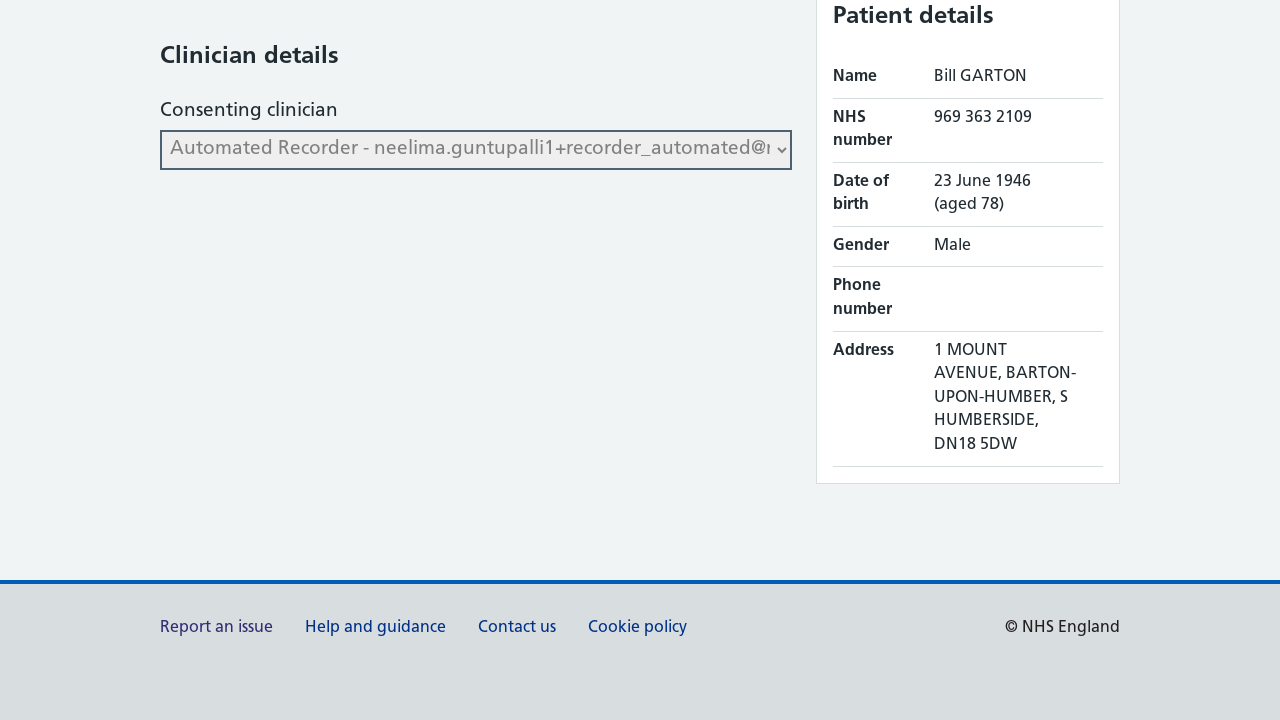 Clinician details
Consenting clinician
Automated Recorder - neelima.guntupalli1+recorder_automated@
Patient details
Name Bill GARTON
NHS number 969 363 2109
Date of birth 23 June 1946 (aged 78)
Gender Male
Phone number
Address 1 MOUNT
AVENUE, BARTON-
UPON-HUMBER, S
HUMBERSIDE,
DN18 5DW
Report an issue Help and guidance Contact us Cookie policy © NHS England